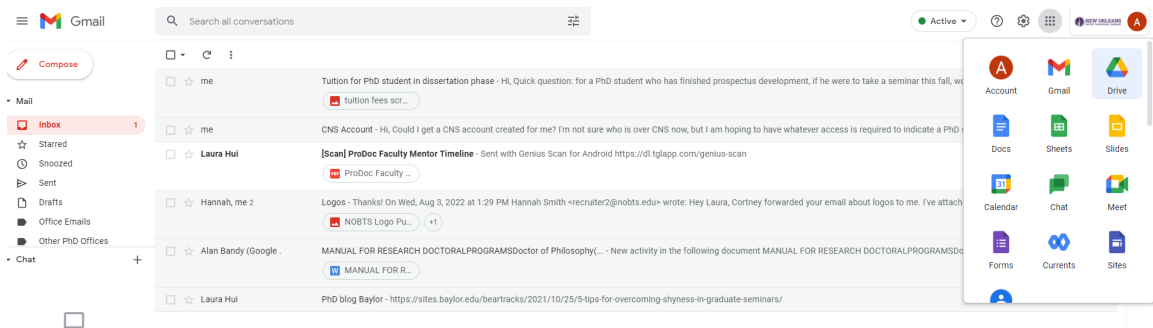 Gmail
Search all conversations
Active
NEW ORLEANS
A
Compose
Mail
Inbox 1
Starred
Snoozed
Sent
Drafts
Office Emails
Other PhD Offices
Chat
me Tuition for PhD student in dissertation phase - Hi, Quick question: for a PhD student who has finished prospectus development, if he were to take a seminar this fall, wo
tuition fees scr...
me CNS Account - Hi, Could I get a CNS account created for me? I'm not sure who is over CNS now, but I am hoping to have whatever access is required to indicate a PhD s
Laura Hui [Scan] ProDoc Faculty Mentor Timeline - Sent with Genius Scan for Android https://dl.tglapp.com/genius-scan
PDF ProDoc Faculty ...
Hannah, me 2 Logos - Thanks! On Wed, Aug 3, 2022 at 1:29 PM Hannah Smith <recruiter2@nobts.edu> wrote: Hey Laura, Cortney forwarded your email about logos to me. I've attach
NOBTS Logo Pu... +1
Alan Bandy (Google . MANUAL FOR RESEARCH DOCTORALPROGRAMSDoctor of Philosophy(... - New activity in the following document MANUAL FOR RESEARCH DOCTORALPROGRAMSDo
W MANUAL FOR R...
Laura Hui PhD blog Baylor - https://sites.baylor.edu/beartracks/2021/10/25/5-tips-for-overcoming-shyness-in-graduate-seminars/
A
Account Gmail Drive
Docs Sheets Slides
31
Calendar Chat Meet
Forms Currents Sites